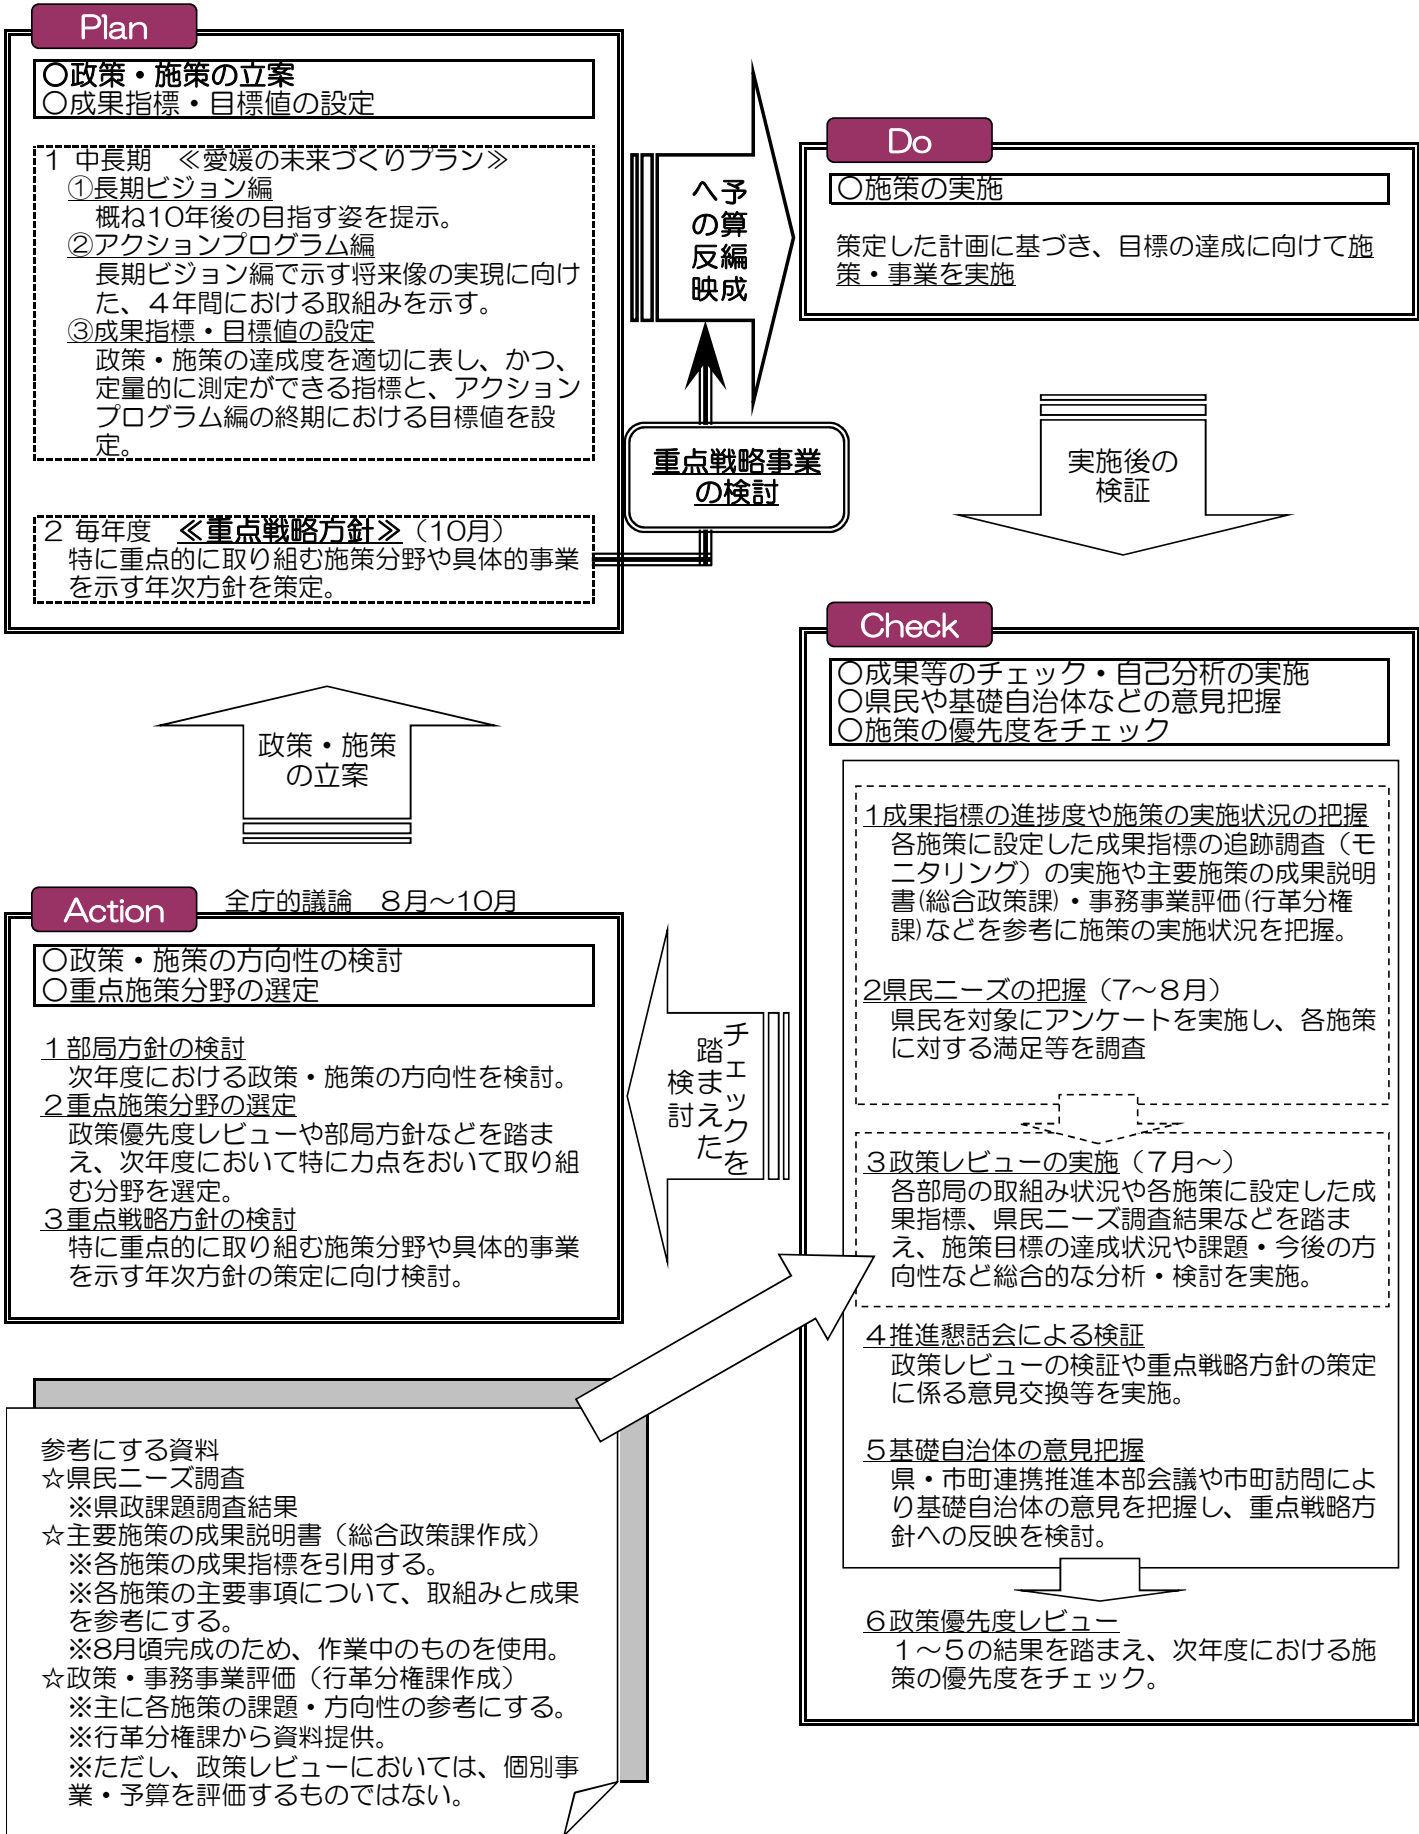 Plan
〇政策・施策の立案
〇成果指標・目標値の設定
１ 中長期　≪愛媛の未来づくりプラン≫
①長期ビジョン編
概ね10年後の目指す姿を提示。
②アクションプログラム編
長期ビジョン編で示す将来像の実現に向け
た、４年間における取組みを示す。
③成果指標・目標値の設定
政策・施策の達成度を適切に表し、かつ、
定量的に測定ができる指標と、アクション
プログラム編の終期における目標値を設
定。
２ 毎年度　≪重点戦略方針≫（10月）
特に重点的に取り組む施策分野や具体的事業
を示す年次方針を策定。
予算編成
への反映
重点戦略事業
の検討
Do
〇施策の実施
策定した計画に基づき、目標の達成に向けて施
策・事業を実施
実施後の
検証
Check
〇成果等のチェック・自己分析の実施
〇県民や基礎自治体などの意見把握
〇施策の優先度をチェック
1成果指標の進捗度や施策の実施状況の把握
各施策に設定した成果指標の追跡調査（モ
ニタリング）の実施や主要施策の成果説明
書(総合政策課)・事務事業評価(行革分権
課)などを参考に施策の実施状況を把握。
2県民ニーズの把握（7～８月）
県民を対象にアンケートを実施し、各施策
に対する満足等を調査
３政策レビューの実施（７月～）
各部局の取組み状況や各施策に設定した成
果指標、県民ニーズ調査結果などを踏ま
え、施策目標の達成状況や課題・今後の方
向性など総合的な分析・検討を実施。
４推進懇話会による検証
政策レビューの検証や重点戦略方針の策定
に係る意見交換等を実施。
５基礎自治体の意見把握
県・市町連携推進本部会議や市町訪問によ
り基礎自治体の意見を把握し、重点戦略方
針への反映を検討。
６政策優先度レビュー
１～５の結果を踏まえ、次年度における施
策の優先度をチェック。
チェックを
踏まえた
検討
政策・施策
の立案
Action
全庁的議論　８月～10月
〇政策・施策の方向性の検討
〇重点施策分野の選定
１部局方針の検討
次年度における政策・施策の方向性を検討。
２重点施策分野の選定
政策優先度レビューや部局方針などを踏ま
え、次年度において特に力点をおいて取り組
む分野を選定。
３重点戦略方針の検討
特に重点的に取り組む施策分野や具体的事業
を示す年次方針の策定に向け検討。
参考にする資料
☆県民ニーズ調査
※県政課題調査結果
☆主要施策の成果説明書（総合政策課作成）
※各施策の成果指標を引用する。
※各施策の主要事項について、取組みと成果
を参考にする。
※8月頃完成のため、作業中のものを使用。
☆政策・事務事業評価（行革分権課作成）
※主に各施策の課題・方向性の参考にする。
※行革分権課から資料提供。
※ただし、政策レビューにおいては、個別事
業・予算を評価するものではない。